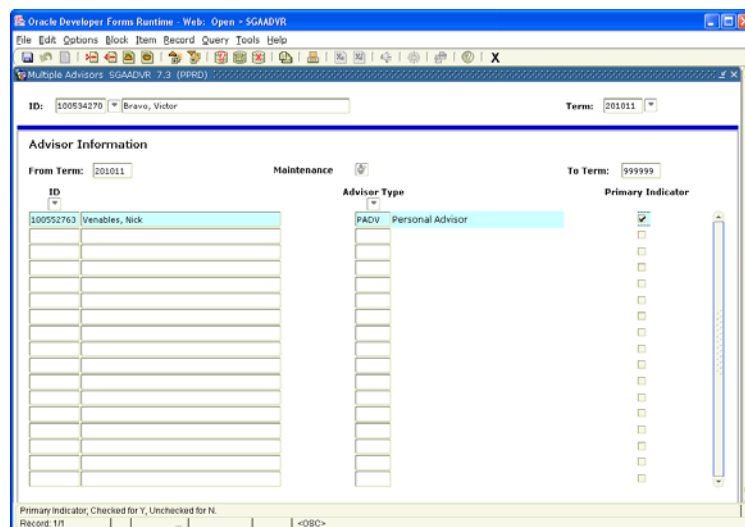 Oracle Developer Forms Runtime - Web: Open > SGAADVR
File Edit Options Block Item Record Query Tools Help
X
Multiple Advisors SGAADVR 7.3 (PPRD)
ID: 100534270 Bravo, Victor Term: 201011
Advisor Information
From Term: 201011 Maintenance To Term: 999999
ID Advisor Type Primary Indicator
100552763 Venables, Nick PADV Personal Advisor
Primary Indicator; Checked for Y, Unchecked for N.
Record: 1/1 ... <OSC>